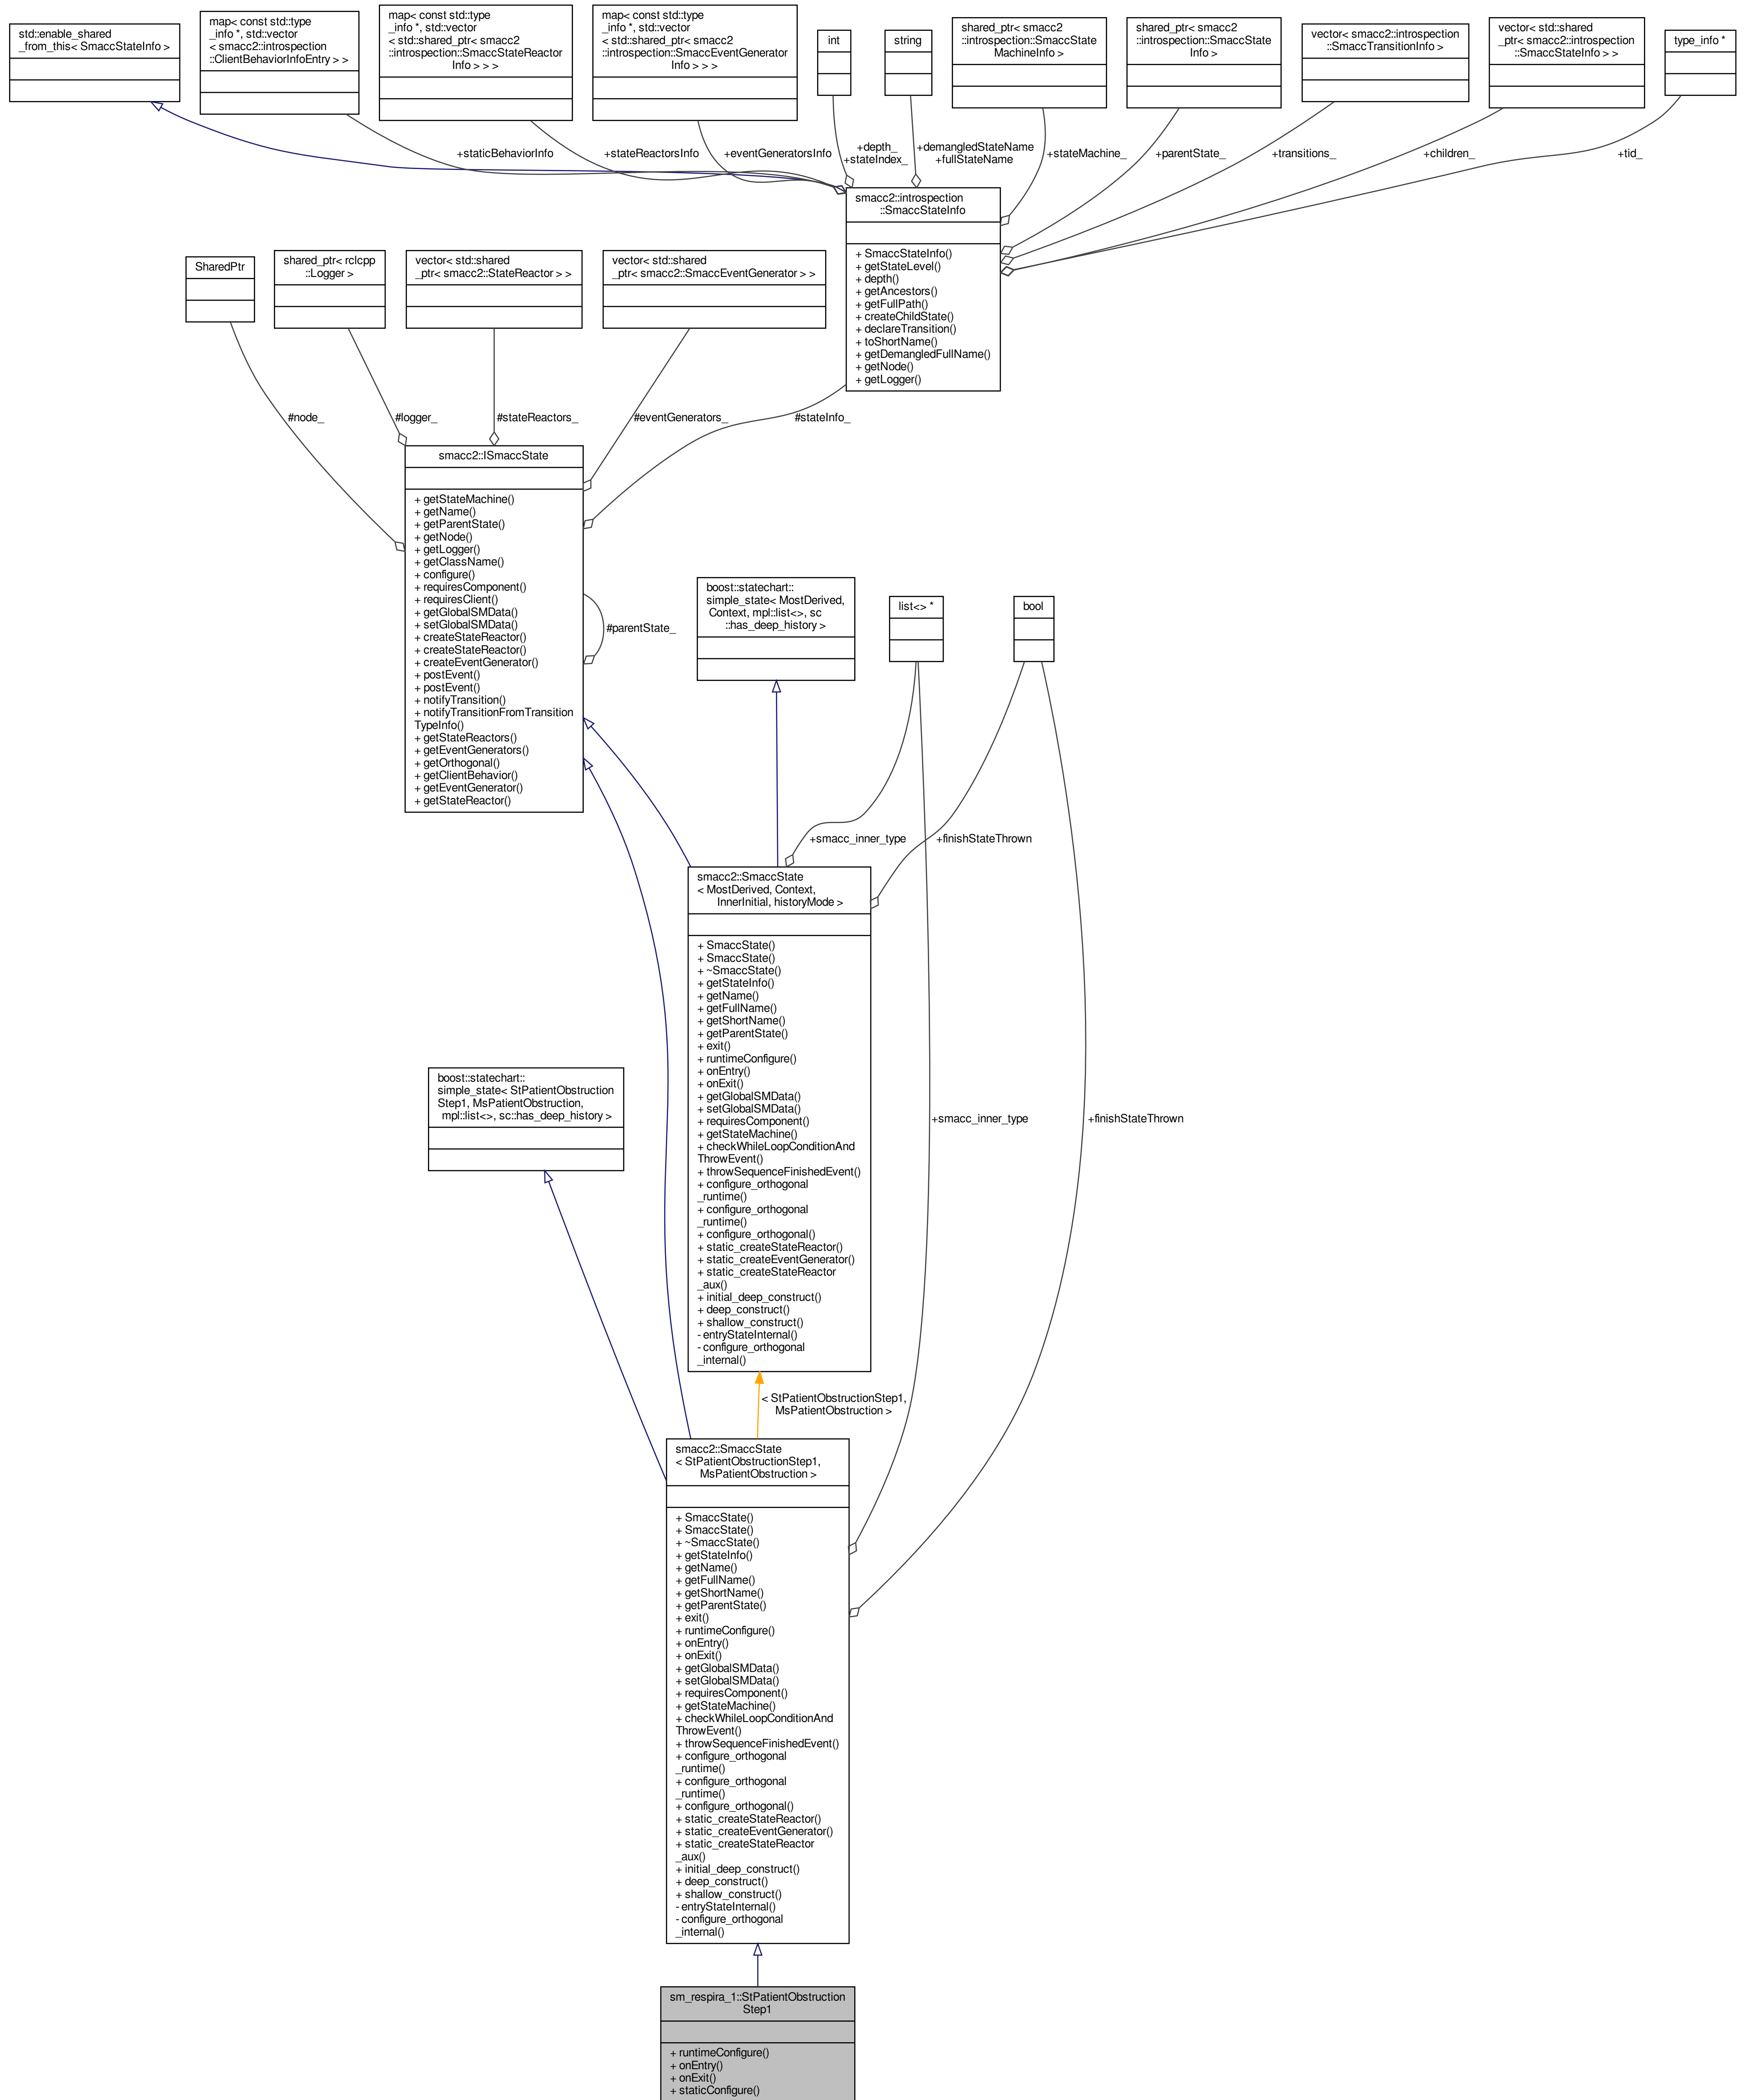 std::enable_shared
_from_this< SmaccStateInfo >
map< const std::type
_info *, std::vector
< smacc2::introspection
::ClientBehaviorInfoEntry > >
map< const std::type
_info *, std::vector
< std::shared_ptr< smacc2
::introspection::SmaccStateReactor
Info > > >
map< const std::type
_info *, std::vector
< std::shared_ptr< smacc2
::introspection::SmaccEventGenerator
Info > > >
int
string
shared_ptr< smacc2
::introspection::SmaccState
MachineInfo >
shared_ptr< smacc2
::introspection::SmaccState
Info >
vector< smacc2::introspection
::SmaccTransitionInfo >
vector< std::shared
_ptr< smacc2::introspection
::SmaccStateInfo > >
type_info *
+staticBehaviorInfo
+stateReactorsInfo
+eventGeneratorsInfo
+depth_
+stateIndex_
+demangledStateName
+fullStateName
+stateMachine_
+parentState_
+transitions_
+children_
+tid_
smacc2::introspection
::SmaccStateInfo
+ SmaccStateInfo()
+ getStateLevel()
+ depth()
+ getAncestors()
+ getFullPath()
+ createChildState()
+ declareTransition()
+ toShortName()
+ getDemangledFullName()
+ getNode()
+ getLogger()
SharedPtr
shared_ptr< rclcpp
::Logger >
vector< std::shared
_ptr< smacc2::StateReactor > >
vector< std::shared
_ptr< smacc2::SmaccEventGenerator > >
#node_
#logger_
#stateReactors_
#eventGenerators_
#stateInfo_
smacc2::ISmaccState
+ getStateMachine()
+ getName()
+ getParentState()
+ getNode()
+ getLogger()
+ getClassName()
+ configure()
+ requiresComponent()
+ requiresClient()
+ getGlobalSMData()
+ setGlobalSMData()
+ createStateReactor()
+ createStateReactor()
+ createEventGenerator()
+ postEvent()
+ postEvent()
+ notifyTransition()
+ notifyTransitionFromTransition
TypeInfo()
+ getStateReactors()
+ getEventGenerators()
+ getOrthogonal()
+ getClientBehavior()
+ getEventGenerator()
+ getStateReactor()
#parentState_
boost::statechart::
simple_state< MostDerived,
Context, mpl::list<>, sc
::has_deep_history >
list<> *
bool
+smacc_inner_type
+finishStateThrown
smacc2::SmaccState
< MostDerived, Context,
InnerInitial, historyMode >
+ SmaccState()
+ SmaccState()
+ ~SmaccState()
+ getStateInfo()
+ getName()
+ getFullName()
+ getShortName()
+ getParentState()
+ exit()
+ runtimeConfigure()
+ onEntry()
+ onExit()
+ getGlobalSMData()
+ setGlobalSMData()
+ requiresComponent()
+ getStateMachine()
+ checkWhileLoopConditionAnd
ThrowEvent()
+ throwSequenceFinishedEvent()
+ configure_orthogonal
_runtime()
+ configure_orthogonal
_runtime()
+ configure_orthogonal()
+ static_createStateReactor()
+ static_createEventGenerator()
+ static_createStateReactor
_aux()
+ initial_deep_construct()
+ deep_construct()
+ shallow_construct()
- entryStateInternal()
- configure_orthogonal
_internal()
boost::statechart::
simple_state< StPatientObstruction
Step1, MsPatientObstruction,
mpl::list<>, sc::has_deep_history >
+smacc_inner_type
+finishStateThrown
< StPatientObstructionStep1,
MsPatientObstruction >
smacc2::SmaccState
< StPatientObstructionStep1,
MsPatientObstruction >
+ SmaccState()
+ SmaccState()
+ ~SmaccState()
+ getStateInfo()
+ getName()
+ getFullName()
+ getShortName()
+ getParentState()
+ exit()
+ runtimeConfigure()
+ onEntry()
+ onExit()
+ getGlobalSMData()
+ setGlobalSMData()
+ requiresComponent()
+ getStateMachine()
+ checkWhileLoopConditionAnd
ThrowEvent()
+ throwSequenceFinishedEvent()
+ configure_orthogonal
_runtime()
+ configure_orthogonal
_runtime()
+ configure_orthogonal()
+ static_createStateReactor()
+ static_createEventGenerator()
+ static_createStateReactor
_aux()
+ initial_deep_construct()
+ deep_construct()
+ shallow_construct()
- entryStateInternal()
- configure_orthogonal
_internal()
sm_respira_1::StPatientObstruction
Step1
+ runtimeConfigure()
+ onEntry()
+ onExit()
+ staticConfigure()